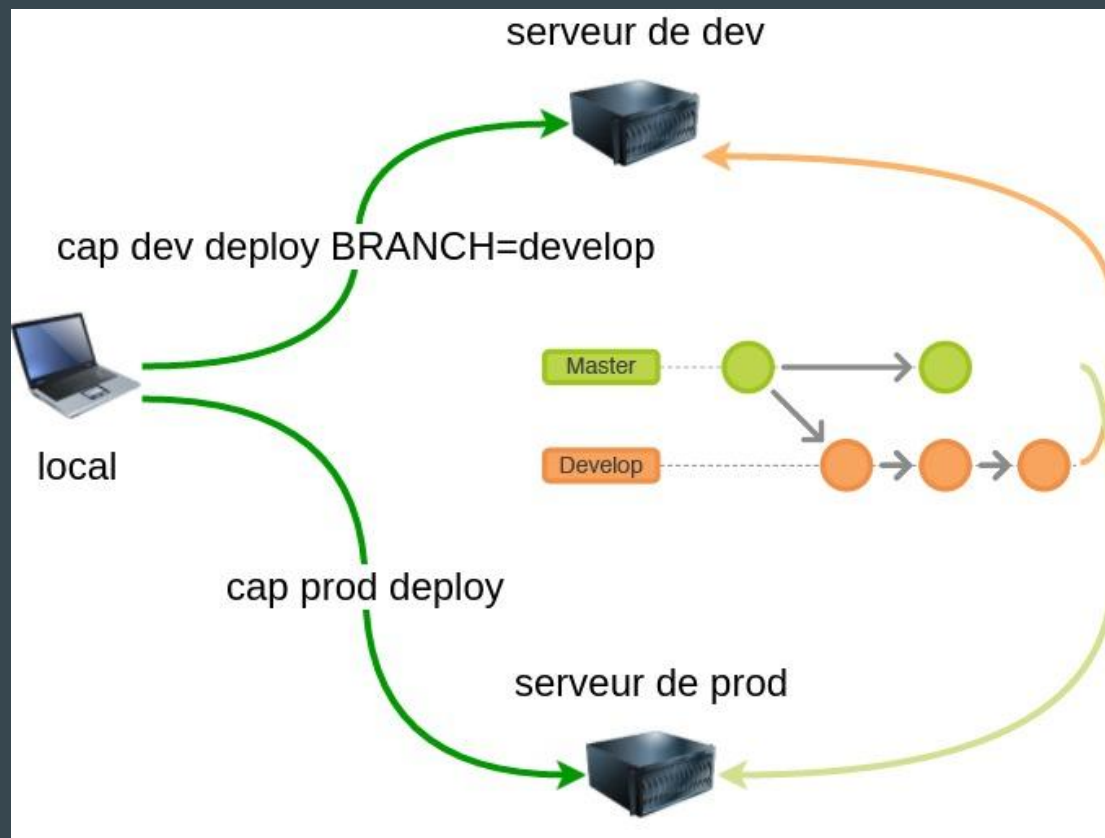 serveur de dev
cap dev deploy BRANCH=develop
Master
local
Develop
cap prod deploy
serveur de prod